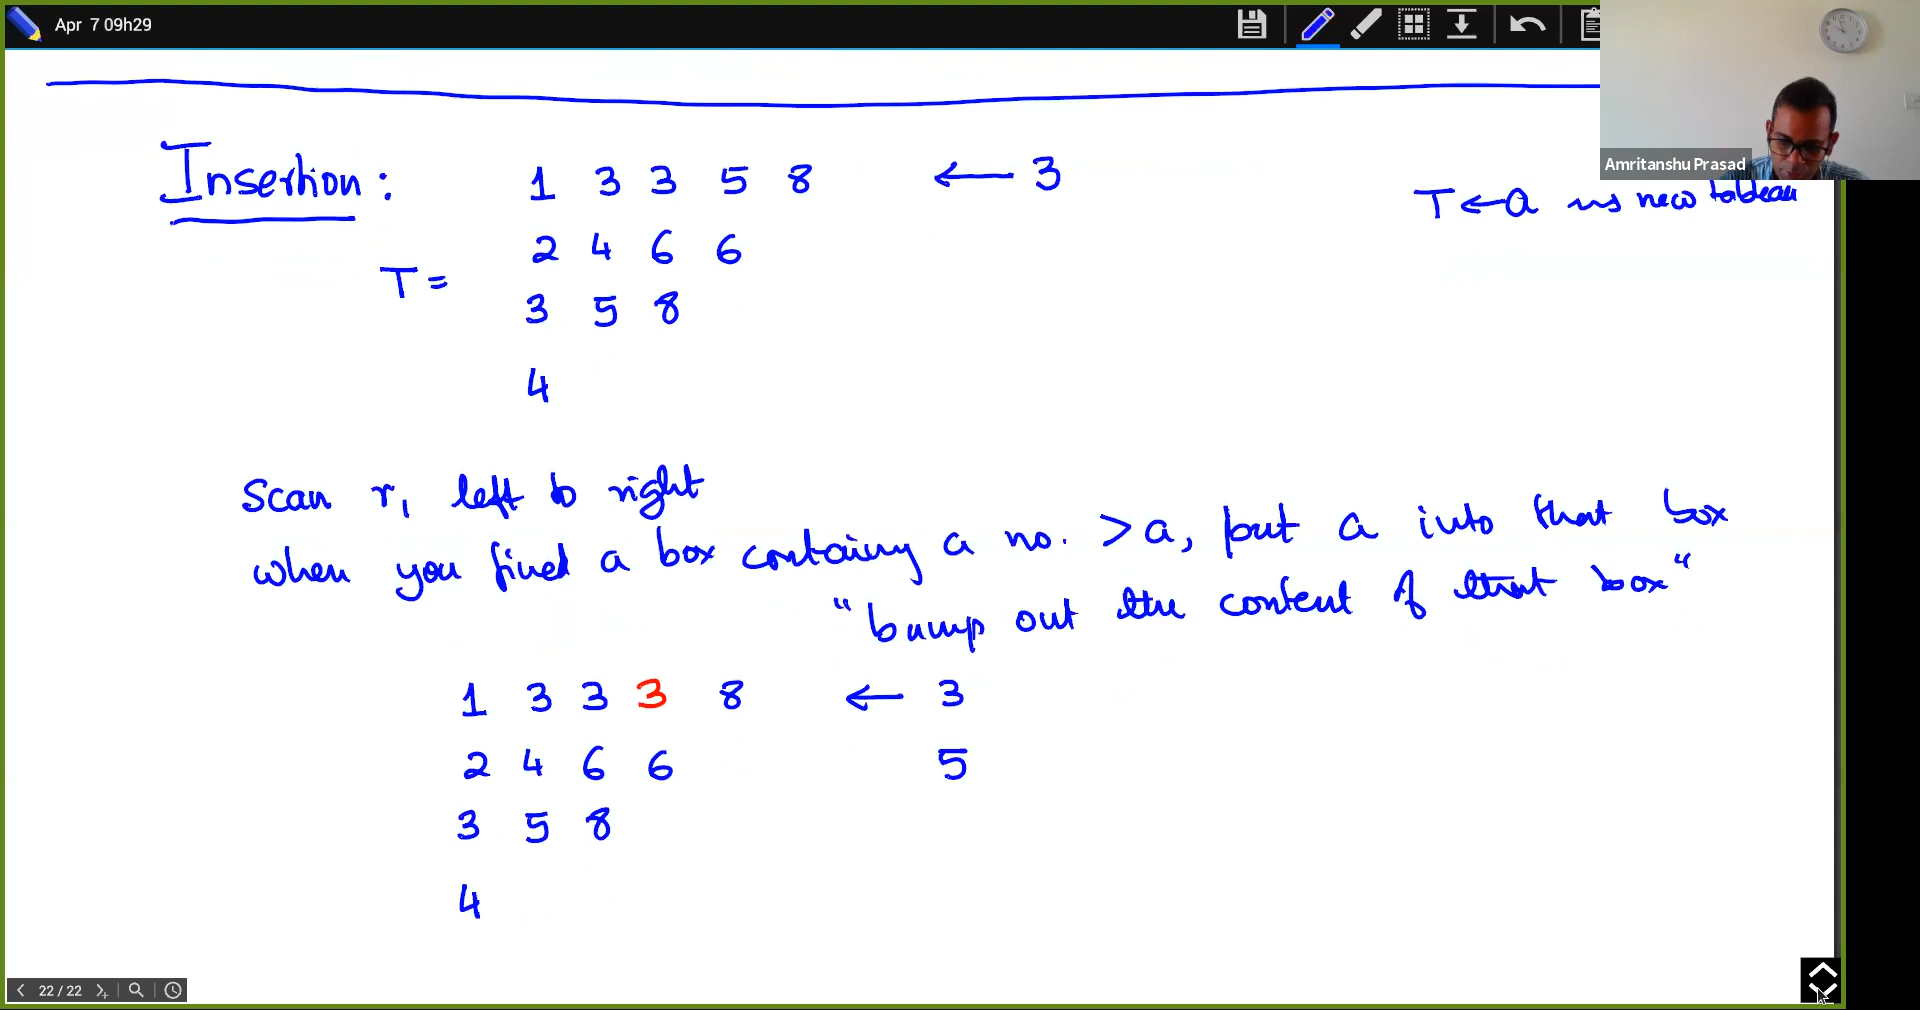 Apr 7 09h29
Amritanshu Prasad
Insertion: 1 3 3 5 8 ← 3
T ← a is new tableau
2 4 6 6
T =
3 5 8
4
Scan r1 left to right
when you find a box containing a no. > a, put a into that box
"bump out the content of that box"
1 3 3 3 8 ← 3
2 4 6 6 5
3 5 8
4
22 / 22